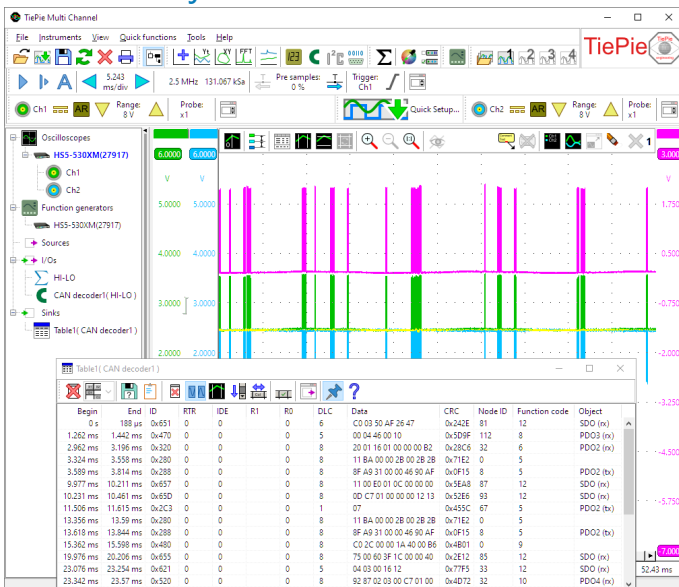 TiePie Multi Channel
File Instruments View Quick functions Tools Help
TiePie
5.243
ms/div
2.5 MHz 131.067 kSa
Pre samples:
0 %
Trigger:
Ch1
Ch1 AR Range:
8 V
Probe:
x1
Quick Setup...
Ch2 AR Range:
8 V
Probe:
x1
Oscilloscopes
HS5-530XM(27917)
Ch1
Ch2
Function generators
HS5-530XM(27917)
Sources
I/Os
HI-LO
CAN decoder1( HI-LO )
Sinks
Table1( CAN decoder1 )
6.0000 6.0000 3.000
V V V
5.0000 5.0000 1.750
4.0000 4.0000 0.500
3.0000 3.0000 -0.750
2.0000 2.0000 -2.000
-3.250
-4.500
-5.750
-7.000
52.43 ms
Table1( CAN decoder1 )
Begin End ID RTR IDE R1 R0 DLC Data CRC Node ID Function code Object
0 s 188 µs 0x651 0 0 0 6 C0 03 50 AF 26 47 0x242E 81 12 SDO (rx)
1.262 ms 1.442 ms 0x470 0 0 0 5 00 04 46 00 10 0x5D9F 112 8 PDO3 (rx)
2.962 ms 3.196 ms 0x320 0 0 0 8 20 01 16 01 00 00 00 B2 0x28C6 32 6 PDO2 (rx)
3.324 ms 3.558 ms 0x280 0 0 0 8 11 BA 00 00 2B 00 2B 2B 0x71E2 0 5
3.589 ms 3.814 ms 0x288 0 0 0 8 8F A9 31 00 00 46 90 AF 0x0F15 8 5 PDO2 (tx)
9.977 ms 10.211 ms 0x657 0 0 0 8 11 00 E0 01 0C 00 00 00 0x5EA8 87 12 SDO (rx)
10.231 ms 10.461 ms 0x65D 0 0 0 8 0D C7 01 00 00 00 12 13 0x52E6 93 12 SDO (rx)
11.506 ms 11.615 ms 0x2C3 0 0 0 1 07 0x455C 67 5 PDO2 (tx)
13.356 ms 13.59 ms 0x280 0 0 0 8 11 BA 00 00 2B 00 2B 2B 0x71E2 0 5
13.618 ms 13.844 ms 0x288 0 0 0 8 8F A9 31 00 00 46 90 AF 0x0F15 8 5 PDO2 (tx)
15.362 ms 15.598 ms 0x480 0 0 0 8 C0 2C 00 00 1A 40 00 B6 0x4B01 0 9
19.976 ms 20.206 ms 0x655 0 0 0 8 75 00 60 3F 1C 00 00 40 0x2E12 85 12 SDO (rx)
23.076 ms 23.254 ms 0x621 0 0 0 5 04 03 00 16 12 0x77F5 33 12 SDO (rx)
23.342 ms 23.57 ms 0x520 0 0 0 8 92 87 02 03 00 C7 01 00 0x4D72 32 10 PDO4 (rx)